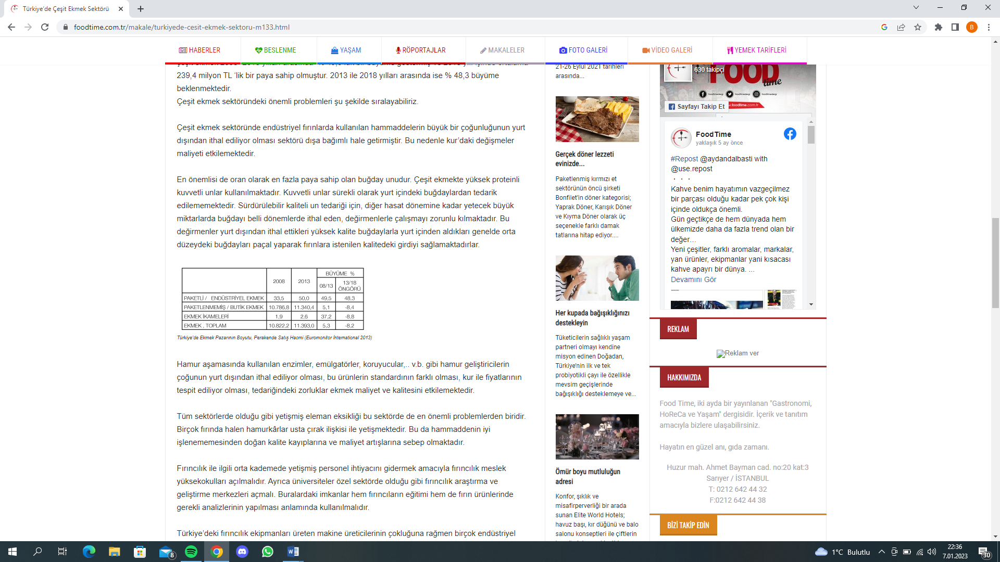 Türkiye'de Çeşit Ekmek Sektörü
foodtime.com.tr/makale/turkiyede-cesit-ekmek-sektoru-m133.html
B
HABERLER
BESLENME
YAŞAM
RÖPORTAJLAR
MAKALELER
FOTO GALERİ
VİDEO GALERİ
YEMEK TARİFLERİ
239,4 milyon TL 'lik bir paya sahip olmuştur. 2013 ile 2018 yılları arasında ise % 48,3 büyüme
beklenmektedir.
Çeşit ekmek sektöründeki önemli problemleri şu şekilde sıralayabiliriz.
Çeşit ekmek sektöründe endüstriyel fırınlarda kullanılan hammaddelerin büyük bir çoğunluğunun yurt
dışından ithal ediliyor olması sektörü dışa bağımlı hale getirmiştir. Bu nedenle kur'daki değişmeler
maliyeti etkilemektedir.
En önemlisi de oran olarak en fazla paya sahip olan buğday unudur. Çeşit ekmekte yüksek proteinli
kuvvetli unlar kullanılmaktadır. Kuvvetli unlar sürekli olarak yurt içindeki buğdaylardan tedarik
edilememektedir. Sürdürülebilir kaliteli un tedariği için, diğer hasat dönemine kadar yetecek büyük
miktarlarda buğdayı belli dönemlerde ithal eden, değirmenlerle çalışmayı zorunlu kılmaktadır. Bu
değirmenler yurt dışından ithal ettikleri yüksek kalite buğdaylarla yurt içinden aldıkları genelde orta
düzeydeki buğdayları paçal yaparak fırınlara istenilen kalitedeki girdiyi sağlamaktadırlar.
2008 2013 BÜYÜME %
08/13 13/18 ÖNGÖRÜ
PAKETLİ / ENDÜSTRİYEL EKMEK 33,5 50,0 49,5 48,3
PAKETLENMEMİŞ / BUTİK EKMEK 10.786,8 11.340,4 5,1 -8,4
EKMEK İKAMELERİ 1,9 2,6 37,2 -8,8
EKMEK , TOPLAM 10.822,2 11.393,0 5,3 -8,2
Türkiye'de Ekmek Pazarının Boyutu, Perakende Satış Hacmi (Euromonitor İnternational 2013)
Hamur aşamasında kullanılan enzimler, emülgatörler, koruyucular,.. v.b. gibi hamur geliştiricilerin
çoğunun yurt dışından ithal ediliyor olması, bu ürünlerin standardının farklı olması, kur ile fiyatlarının
tespit ediliyor olması, tedariğindeki zorluklar ekmek maliyet ve kalitesini etkilemektedir.
Tüm sektörlerde olduğu gibi yetişmiş eleman eksikliği bu sektörde de en önemli problemlerden biridir.
Birçok fırında halen hamurkârlar usta çırak ilişkisi ile yetişmektedir. Bu da hammaddenin iyi
işlenememesinden doğan kalite kayıplarına ve maliyet artışlarına sebep olmaktadır.
Fırıncılık ile ilgili orta kademede yetişmiş personel ihtiyacını gidermek amacıyla fırıncılık meslek
yüksekokulları açılmalıdır. Ayrıca üniversiteler özel sektörde olduğu gibi fırıncılık araştırma ve
geliştirme merkezleri açmalı. Buralardaki imkanlar hem fırıncıların eğitimi hem de fırın ürünlerinde
gerekli analizlerinin yapılması anlamında kullanılmalıdır.
Türkiye'deki fırıncılık ekipmanları üreten makine üreticilerinin çokluğuna rağmen birçok endüstriyel
21-26 Eylül 2021 tarihleri
arasında...
Gerçek döner lezzeti
evinizde...
Paketlenmiş kırmızı et
sektörünün öncü şirketi
Bonfilet'in döner kategorisi;
Yaprak Döner, Karışık Döner
ve Kıyma Döner olarak üç
seçenekle farklı damak
tatlarına hitap ediyor....
Her kupada bağışıklığınızı
destekleyin
Tüketicilerin sağlıklı yaşam
partneri olmayı kendine
misyon edinen Doğadan,
Türkiye'nin ilk ve tek
probiyotikli çayı ile özellikle
mevsim geçişlerinde
bağışıklığı desteklemeye ve...
Ömür boyu mutluluğun
adresi
Konfor, şıklık ve
misafirperverliği bir arada
sunan Elite World Hotels;
havuz başı, kır düğünü ve balo
salonu konseptleri ile çiftlerin
630 takipçi
FOOD
time
foodtimedergi foodtimedergi foodtimedergi
www.foodtime.com.tr
Sayfayı Takip Et
FoodTime
yaklaşık 5 ay önce
#Repost @aydandalbasti with
@use.repost
・・・
Kahve benim hayatımın vazgeçilmez
bir parçası olduğu kadar pek çok kişi
içinde oldukça önemli.
Gün geçtikçe de hem dünyada hem
ülkemizde daha da fazla trend olan bir
değer…
Yeni çeşitler, farklı aromalar, markalar,
yan ürünler, ekipmanlar yani kısacası
kahve apayrı bir dünya. ...
Devamını Gör
REKLAM
Reklam ver
HAKKIMIZDA
Food Time, iki ayda bir yayınlanan "Gastronomi,
HoReCa ve Yaşam" dergisidir. İçerik ve tanıtım
amacıyla bizlere ulaşabilirsiniz.
Hayatın en güzel anı, gıda zamanı.
Huzur mah. Ahmet Bayman cad. no:20 kat:3
Sarıyer / İSTANBUL
T: 0212 642 44 32
F:0212 642 44 38
BİZİ TAKİP EDİN
8
1°C Bulutlu
22:36
7.01.2023
30